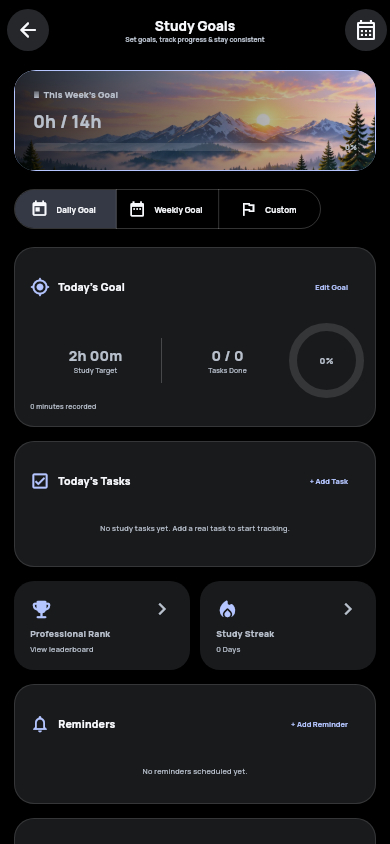 Study Goals
Set goals, track progress & stay consistent
This Week's Goal
0h / 14h
0%
Daily Goal
Weekly Goal
Custom
Today's Goal
Edit Goal
2h 00m
Study Target
0 / 0
Tasks Done
0%
0 minutes recorded
Today's Tasks
+ Add Task
No study tasks yet. Add a real task to start tracking.
Professional Rank
View leaderboard
Study Streak
0 Days
Reminders
+ Add Reminder
No reminders scheduled yet.